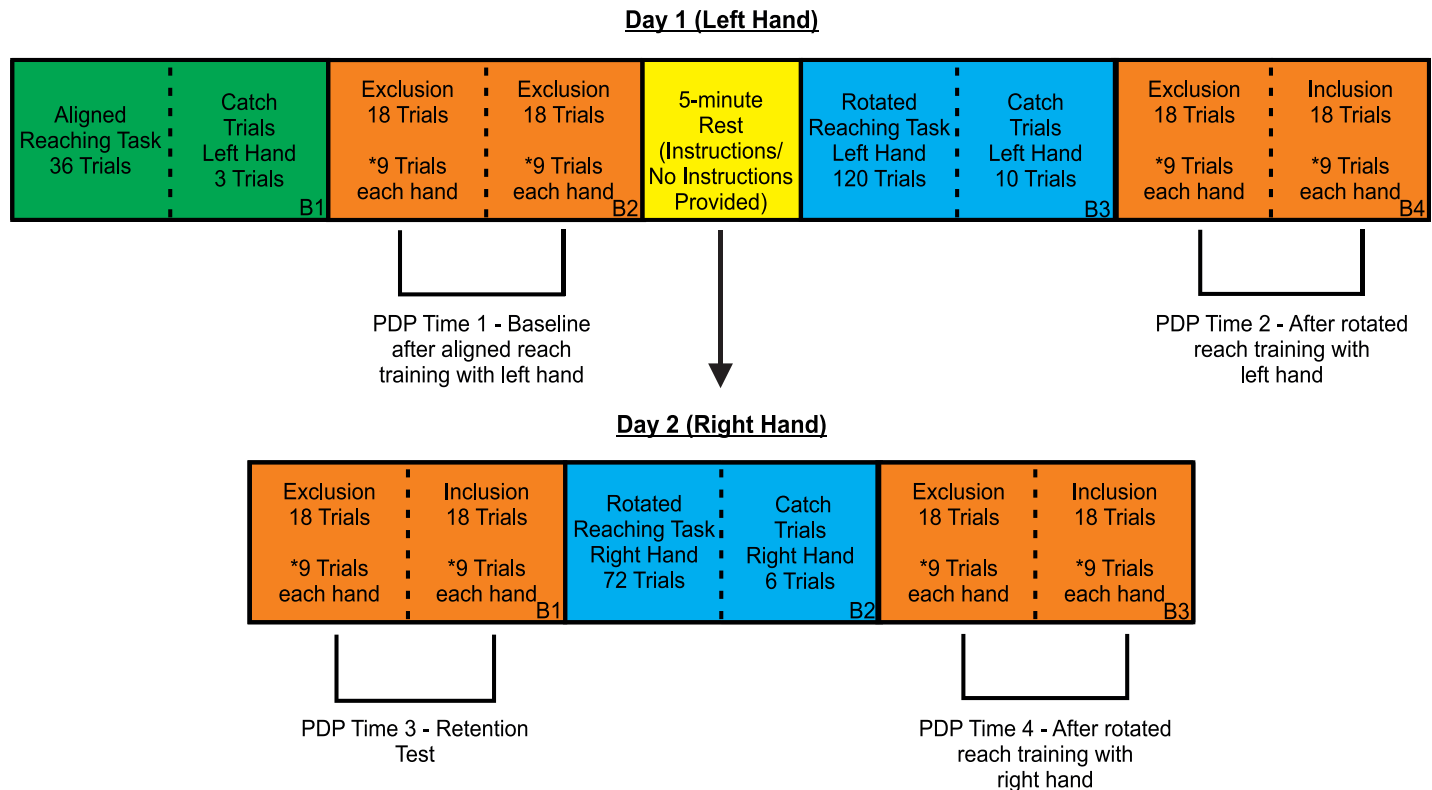 Day 1 (Left Hand)
Aligned
Reaching Task
36 Trials
Catch
Trials
Left Hand
3 Trials
B1
Exclusion
18 Trials
*9 Trials
each hand
Exclusion
18 Trials
*9 Trials
each hand
B2
5-minute
Rest
(Instructions/
No Instructions
Provided)
Rotated
Reaching Task
Left Hand
120 Trials
Catch
Trials
Left Hand
10 Trials
B3
Exclusion
18 Trials
*9 Trials
each hand
Inclusion
18 Trials
*9 Trials
each hand
B4
PDP Time 1 - Baseline
after aligned reach
training with left hand
PDP Time 2 - After rotated
reach training with
left hand
Day 2 (Right Hand)
Exclusion
18 Trials
*9 Trials
each hand
Inclusion
18 Trials
*9 Trials
each hand
B1
Rotated
Reaching Task
Right Hand
72 Trials
Catch
Trials
Right Hand
6 Trials
B2
Exclusion
18 Trials
*9 Trials
each hand
Inclusion
18 Trials
*9 Trials
each hand
B3
PDP Time 3 - Retention
Test
PDP Time 4 - After rotated
reach training with
right hand